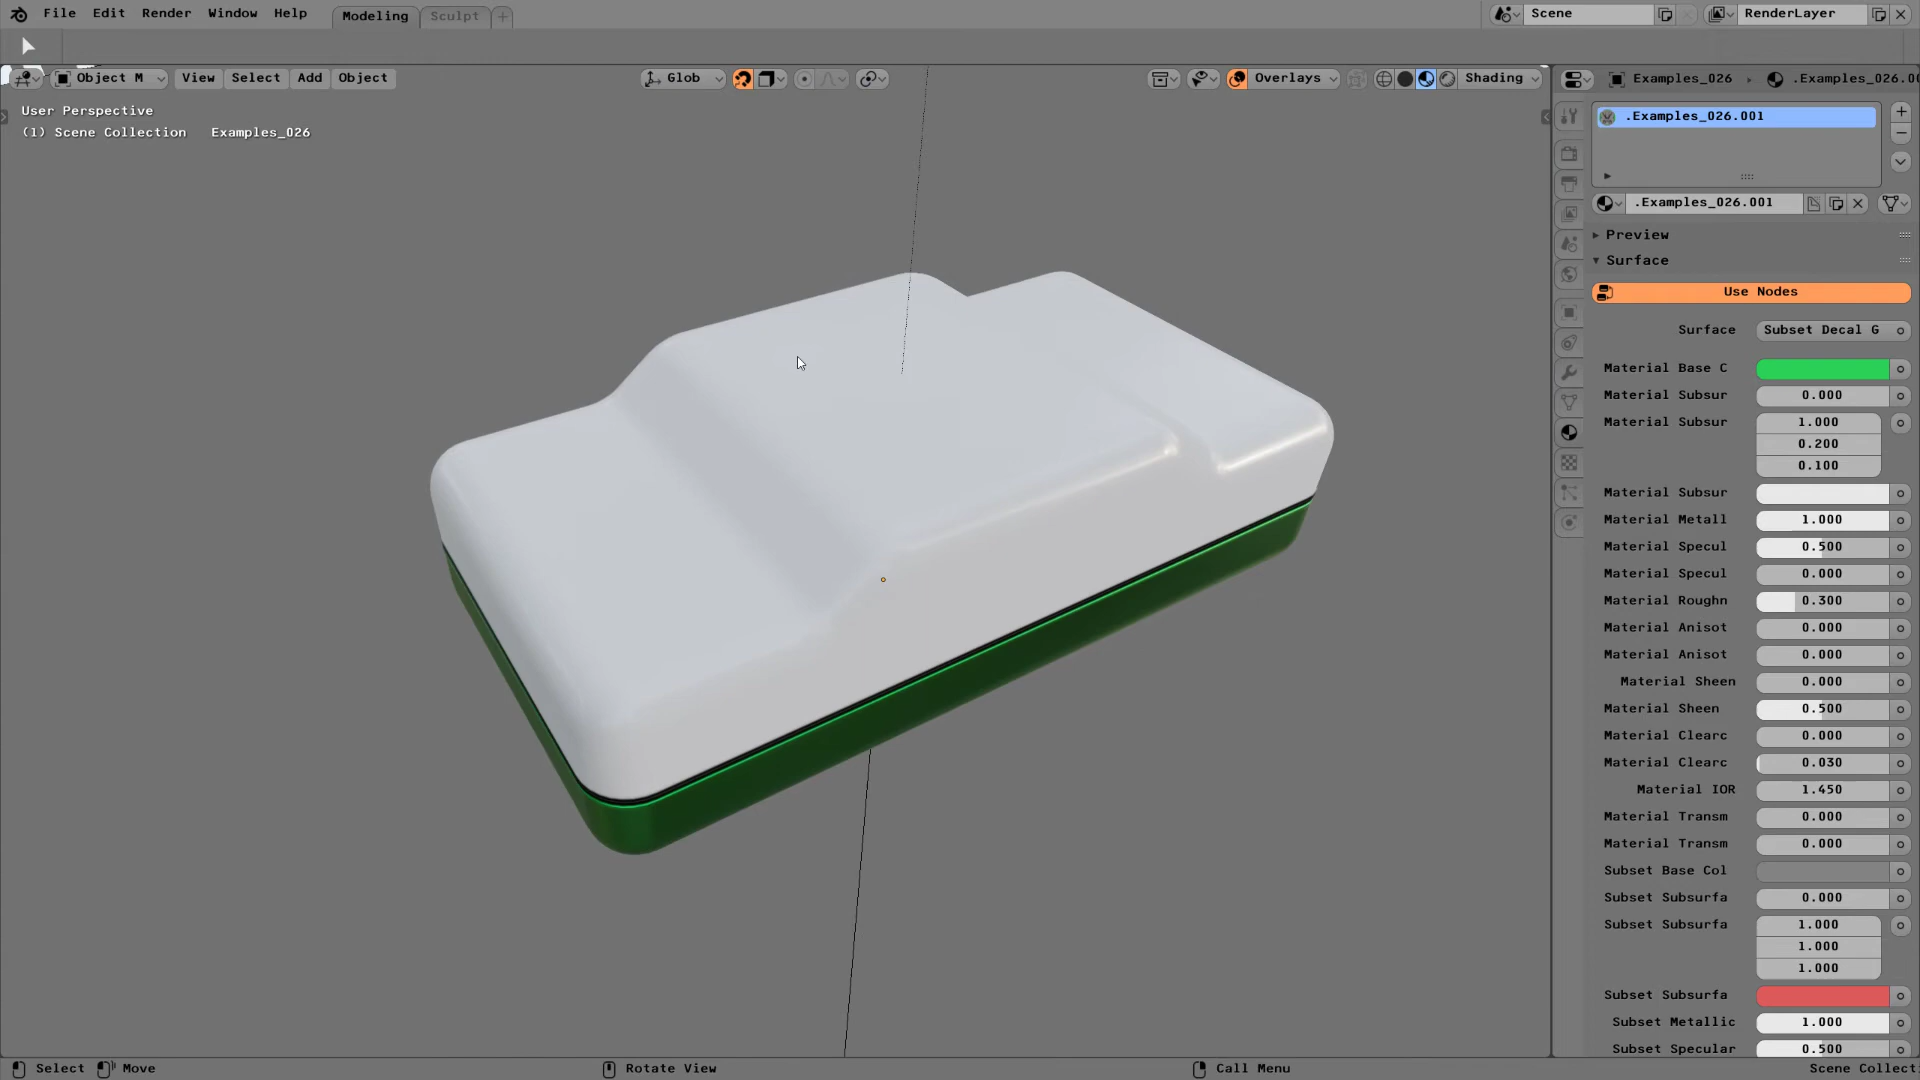 File Edit Render Window Help Modeling Sculpt Scene RenderLayer
Object M View Select Add Object Glob Overlays Shading Examples_026 .Examples_026.00
User Perspective
(1) Scene Collection Examples_026
.Examples_026.001
.Examples_026.001
Preview
Surface
Use Nodes
Surface Subset Decal G
Material Base C
Material Subsur 0.000
Material Subsur 1.000
0.200
0.100
Material Subsur
Material Metall 1.000
Material Specul 0.500
Material Specul 0.000
Material Roughn 0.300
Material Anisot 0.000
Material Anisot 0.000
Material Sheen 0.000
Material Sheen 0.500
Material Clearc 0.000
Material Clearc 0.030
Material IOR 1.450
Material Transm 0.000
Material Transm 0.000
Subset Base Col
Subset Subsurfa 0.000
Subset Subsurfa 1.000
1.000
1.000
Subset Subsurfa
Subset Metallic 1.000
Subset Specular 0.500
Select Move Rotate View Call Menu Scene Collect